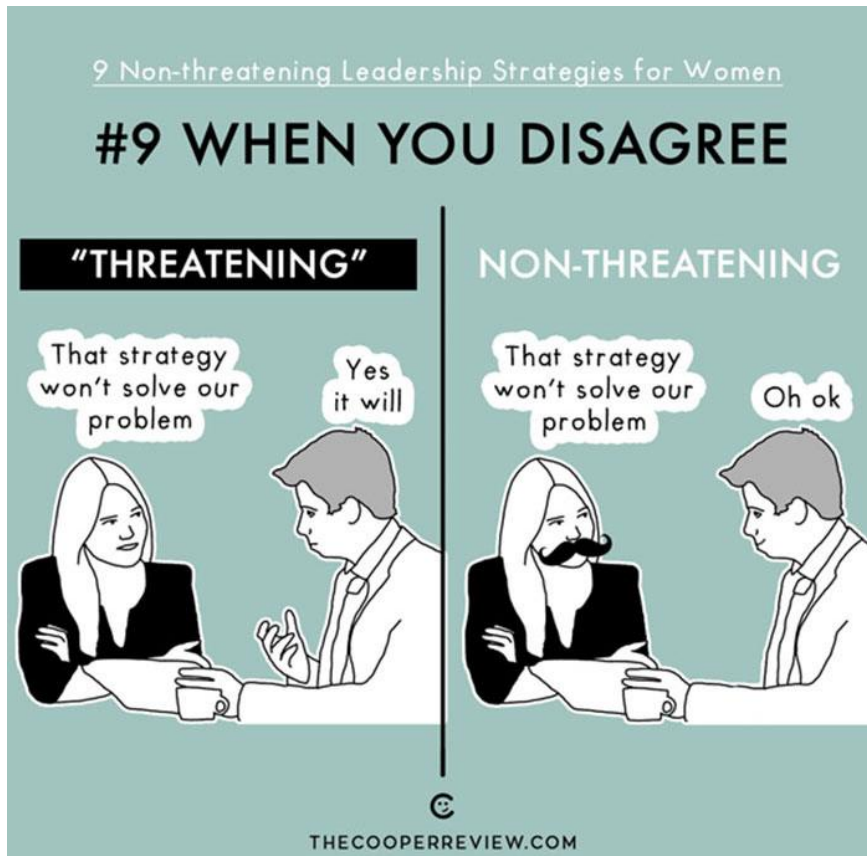 9 Non-threatening Leadership Strategies for Women
#9 WHEN YOU DISAGREE
"THREATENING"
That strategy
won't solve our
problem
Yes
it will
NON-THREATENING
That strategy
won't solve our
problem
Oh ok
THECOOPERREVIEW.COM